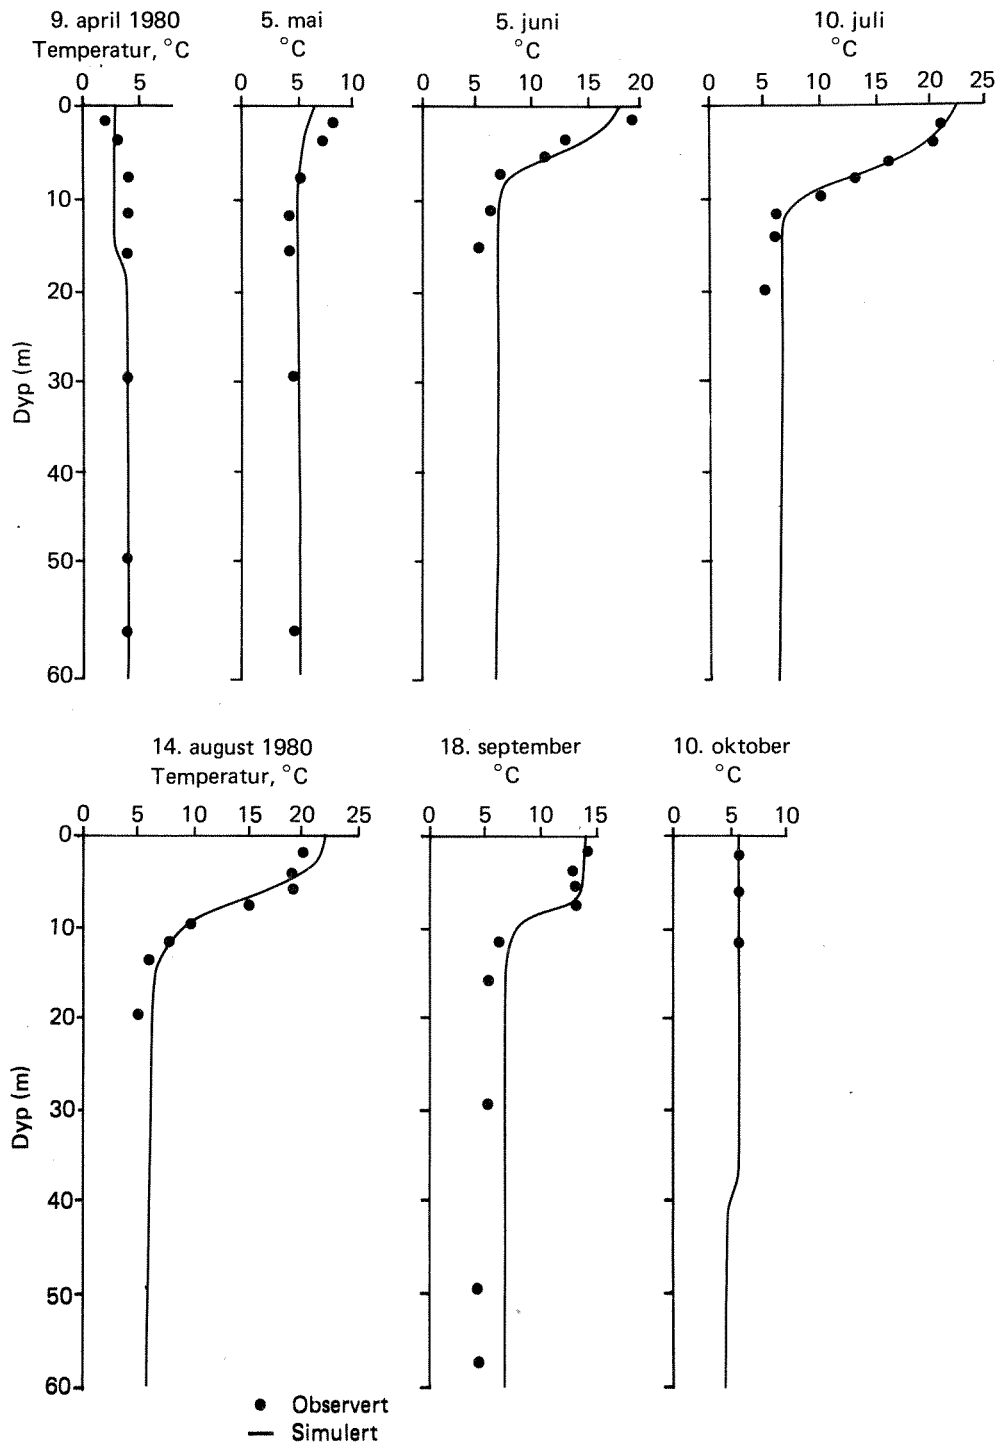 9. april 1980 5. mai 5. juni 10. juli
Temperatur, °C °C °C °C
0 5 0 5 10 0 5 10 15 20 0 5 10 15 20 25
0
10
20
30
40
50
60
Dyp (m)
14. august 1980 18. september 10. oktober
Temperatur, °C °C °C
0 5 10 15 20 25 0 5 10 15 0 5 10
0
10
20
30
40
50
60
Dyp (m)
Observert
Simulert